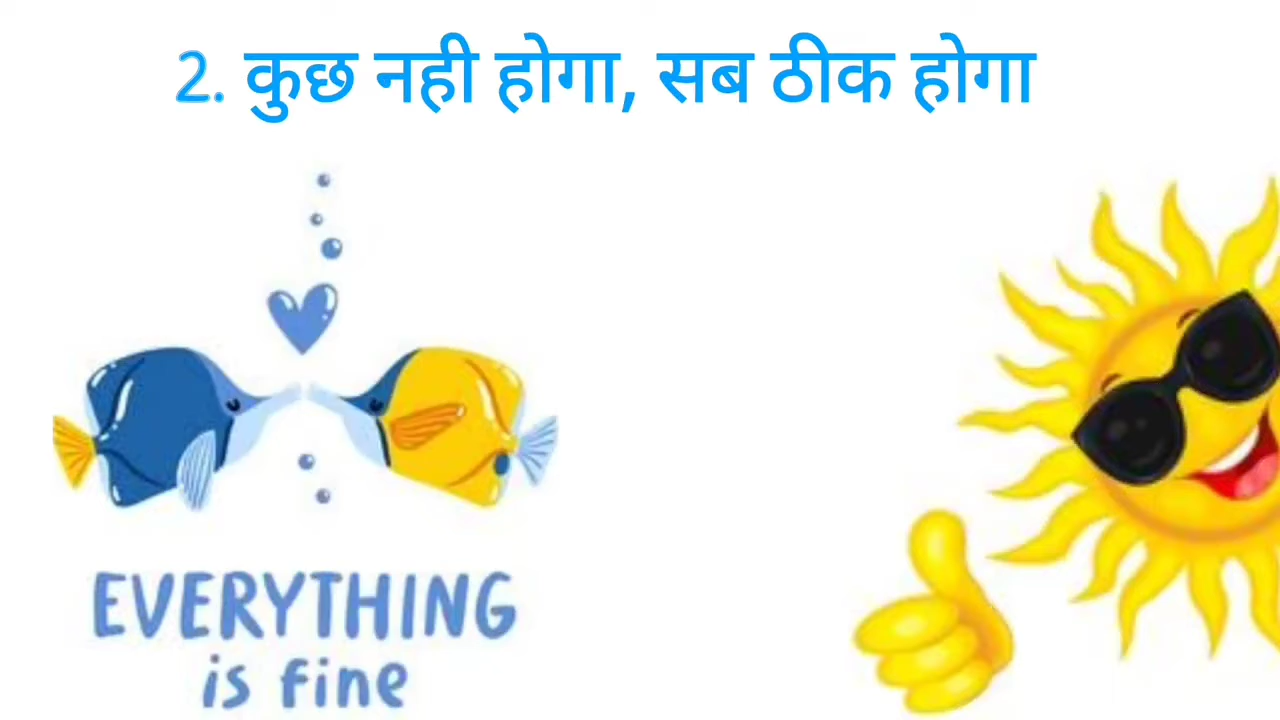 2. कुछ नही होगा, सब ठीक होगा
EVERYTHING
is fine